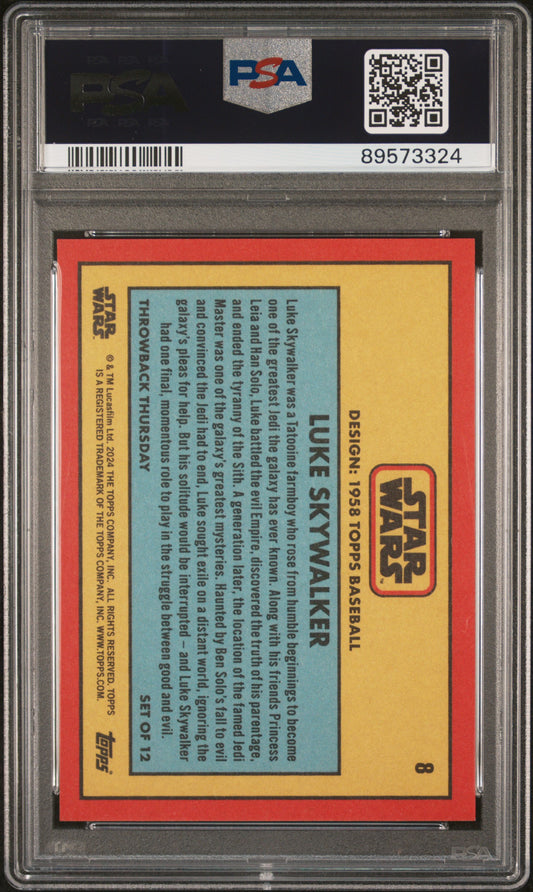 PSA
PSA
89573324
STAR
WARS
8
DESIGN: 1958 TOPPS BASEBALL
LUKE SKYWALKER
Luke Skywalker was a Tatooine farmboy who rose from humble beginnings to become
one of the greatest Jedi the galaxy has ever known. Along with his friends Princess
Leia and Han Solo, Luke battled the evil Empire, discovered the truth of his parentage,
and ended the tyranny of the Sith. A generation later, the location of the famed Jedi
Master was one of the galaxy's greatest mysteries. Haunted by Ben Solo's fall to evil
and convinced the Jedi had to end, Luke sought exile on a distant world, ignoring the
galaxy's pleas for help. But his solitude would be interrupted – and Luke Skywalker
had one final, momentous role to play in the struggle between good and evil.
THROWBACK THURSDAY SET OF 12
STAR
WARS
© & TM Lucasfilm Ltd. 2024 THE TOPPS COMPANY, INC. ALL RIGHTS RESERVED. TOPPS
IS A REGISTERED TRADEMARK OF THE TOPPS COMPANY, INC. WWW.TOPPS.COM.
topps
PSA